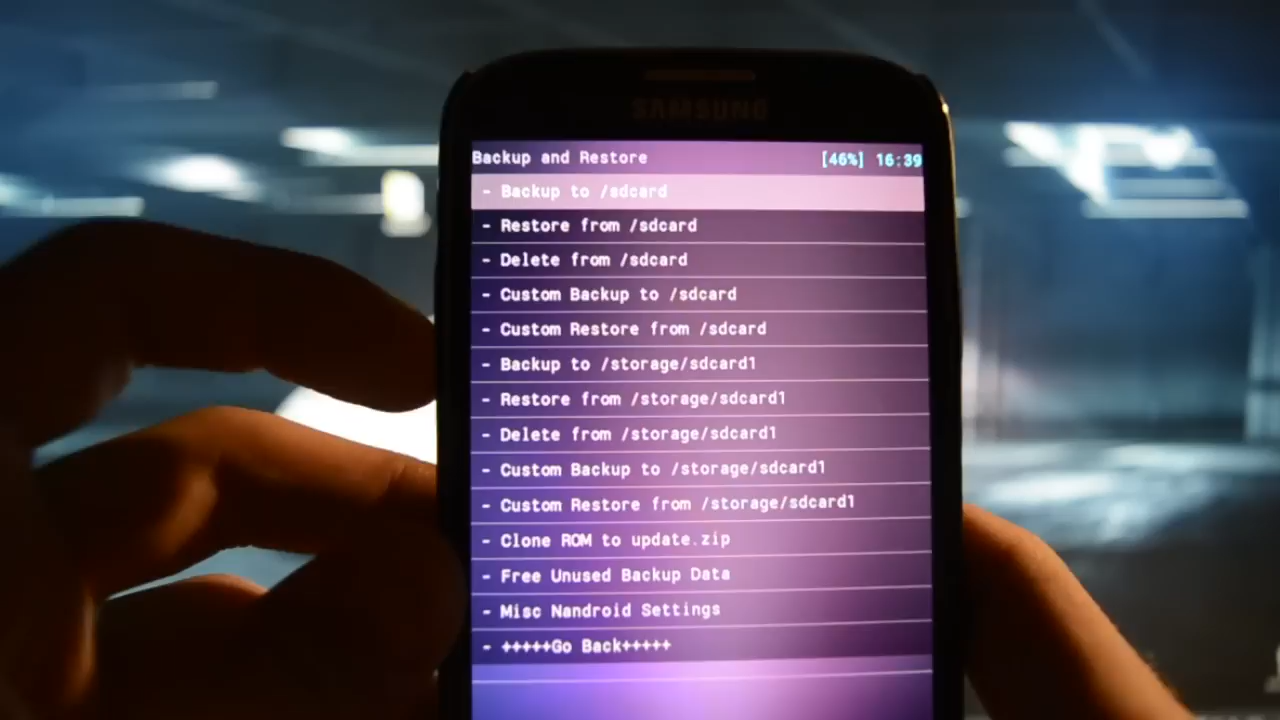 SAMSUNG
Backup and Restore [46%] 16:39
- Backup to /sdcard
- Restore from /sdcard
- Delete from /sdcard
- Custom Backup to /sdcard
- Custom Restore from /sdcard
- Backup to /storage/sdcard1
- Restore from /storage/sdcard1
- Delete from /storage/sdcard1
- Custom Backup to /storage/sdcard1
- Custom Restore from /storage/sdcard1
- Clone ROM to update.zip
- Free Unused Backup Data
- Misc Nandroid Settings
- +++++Go Back+++++